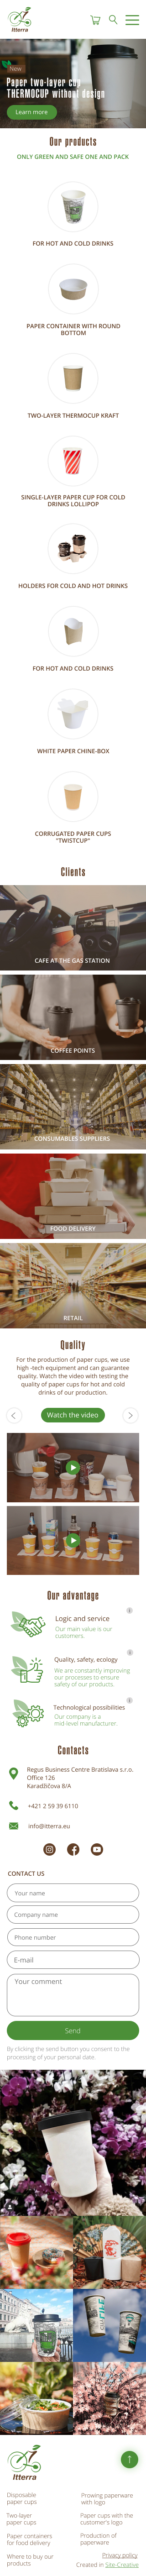 Itterra
New
Paper two-layer cup
THERMOCUP without design
Learn more
Our products
ONLY GREEN AND SAFE ONE AND PACK
FOR HOT AND COLD DRINKS
PAPER CONTAINER WITH ROUND
BOTTOM
TWO-LAYER THERMOCUP KRAFT
SINGLE-LAYER PAPER CUP FOR COLD
DRINKS LOLLIPOP
HOLDERS FOR COLD AND HOT DRINKS
FOR HOT AND COLD DRINKS
WHITE PAPER CHINE-BOX
CORRUGATED PAPER CUPS
"TWISTCUP"
Clients
CAFE AT THE GAS STATION
COFFEE POINTS
CONSUMABLES SUPPLIERS
FOOD DELIVERY
RETAIL
Quality
For the production of paper cups, we use
high -tech equipment and can guarantee
quality. Watch the video with testing the
quality of paper cups for hot and cold
drinks of our production.
Watch the video
Our advantage
Logic and service
Our main value is our
customers.
Quality, safety, ecology
We are constantly improving
our processes to ensure
safety of our products.
Technological possibilities
Our company is a
mid-level manufacturer.
Contacts
Regus Business Centre Bratislava s.r.o.
Office 126
Karadžičova 8/A
+421 2 59 39 6110
info@itterra.eu
CONTACT US
Your name
Company name
Phone number
E-mail
Your comment
Send
By clicking the send button you consent to the
processing of your personal date.
Itterra
Disposable
paper cups
Prowing paperware
with logo
Two-layer
paper cups
Paper cups with the
customer's logo
Paper containers
for food delivery
Production of
paperware
Where to buy our
products
Privacy policy
Created in Site Creative